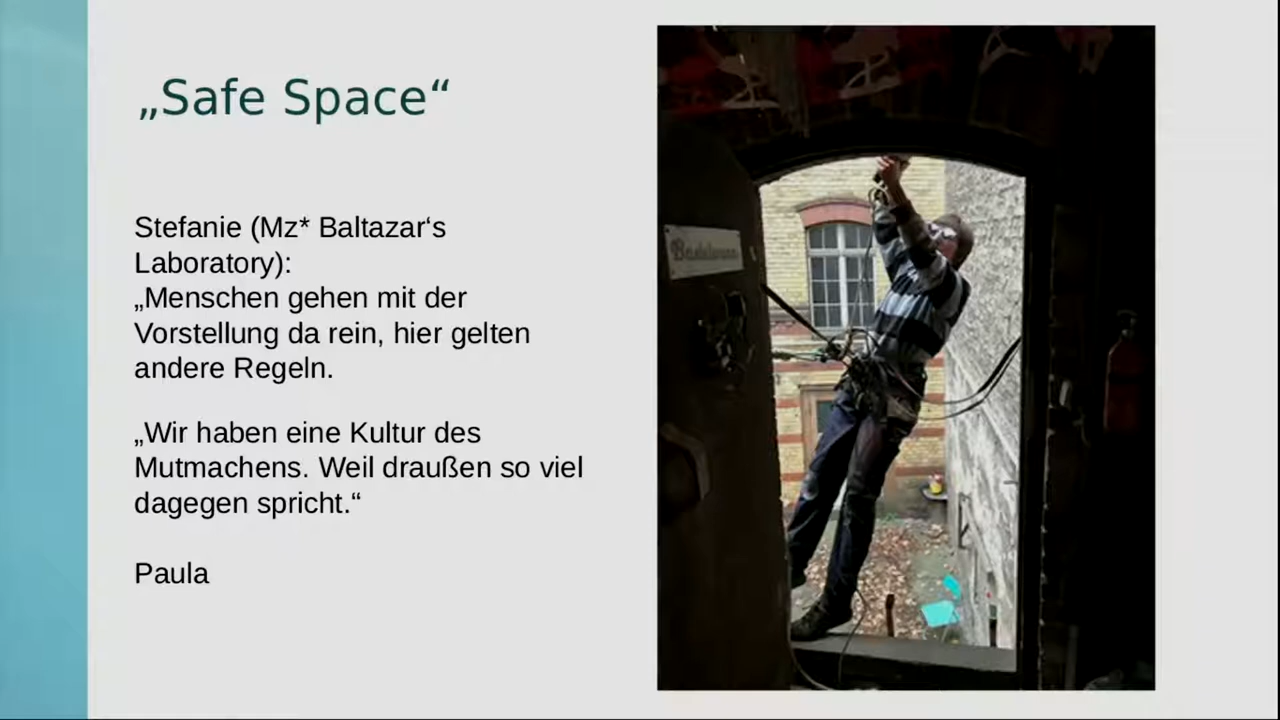 „Safe Space“
Stefanie (Mz* Baltazar‘s
Laboratory):
„Menschen gehen mit der
Vorstellung da rein, hier gelten
andere Regeln.
„Wir haben eine Kultur des
Mutmachens. Weil draußen so viel
dagegen spricht.“
Paula